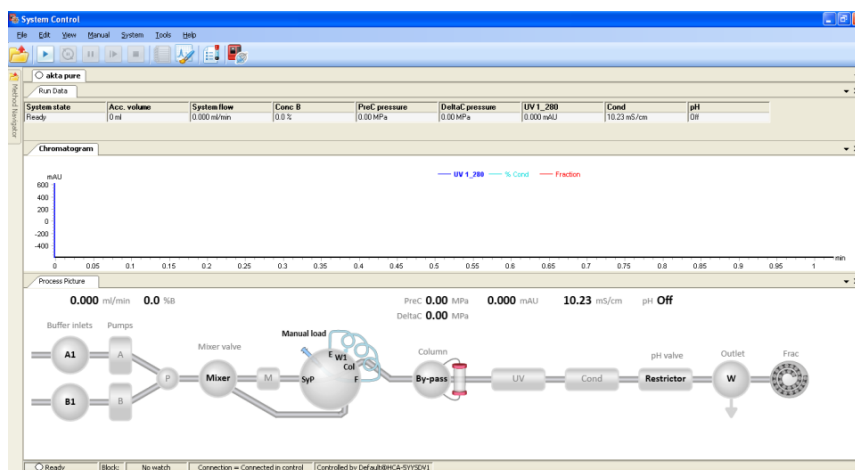 System Control
File Edit View Manual System Tools Help
akta pure
Method Navigator
Run Data
System state Acc. volume System flow Conc B PreC pressure DeltaC pressure UV 1_280 Cond pH
Ready 0 ml 0.000 ml/min 0.0 % 0.00 MPa 0.00 MPa 0.000 mAU 10.23 mS/cm Off
Chromatogram
mAU
UV 1_280 % Cond Fraction
600
400
200
0
-200
-400
0 0.05 0.1 0.15 0.2 0.25 0.3 0.35 0.4 0.45 0.5 0.55 0.6 0.65 0.7 0.75 0.8 0.85 0.9 0.95 1 min
Process Picture
0.000 ml/min 0.0 %B PreC 0.00 MPa 0.000 mAU 10.23 mS/cm pH Off
DeltaC 0.00 MPa
Buffer inlets Pumps Mixer valve Manual load Column pH valve Outlet Frac
A1 A E W1
Col
P Mixer M SyP F By-pass UV Cond Restrictor W
B1 B
Ready Block: No watch Connection = Connected in control Controlled by Default@HCA-SYYSDV1